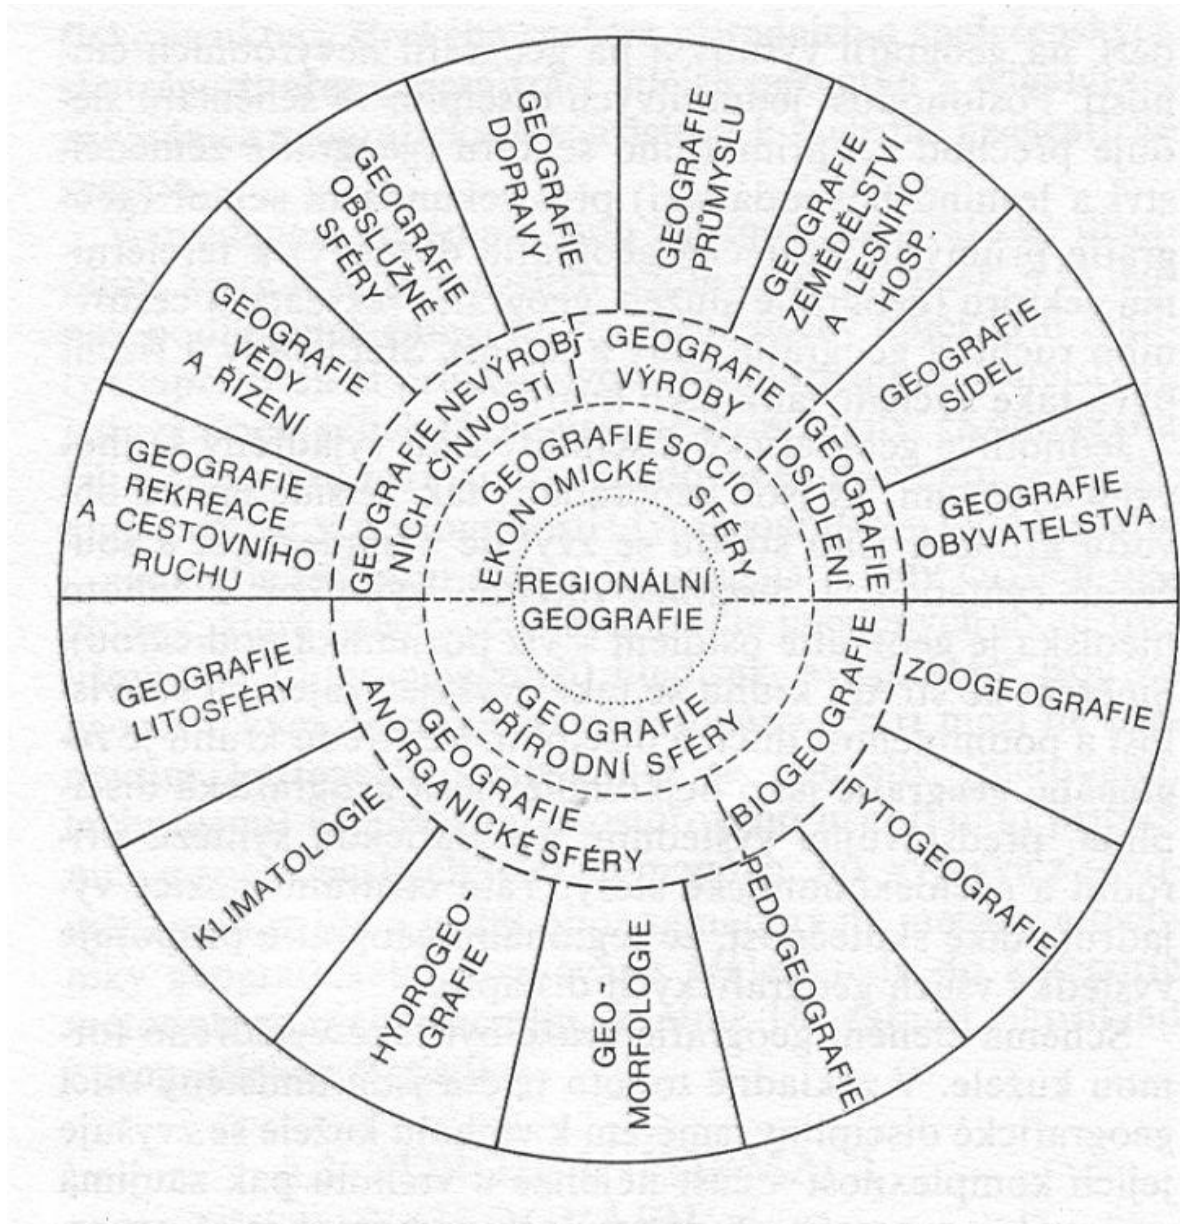 GEOGRAFIE
DOPRAVY
GEOGRAFIE
PRŮMYSLU
GEOGRAFIE
ZEMĚDĚLSTVÍ
A LESNÍHO
HOSP.
GEOGRAFIE
SÍDEL
GEOGRAFIE
OBYVATELSTVA
ZOOGEOGRAFIE
FYTOGEOGRAFIE
PEDOGEOGRAFIE
GEO-
MORFOLOGIE
HYDROGEO-
GRAFIE
KLIMATOLOGIE
GEOGRAFIE
LITOSFÉRY
GEOGRAFIE
REKREACE
A CESTOVNÍHO
RUCHU
GEOGRAFIE
VĚDY
A ŘÍZENÍ
GEOGRAFIE
OBSLUŽNÉ
SFÉRY
GEOGRAFIE NEVÝROB-
NÍCH ČINNOSTÍ
GEOGRAFIE
VÝROBY
GEOGRAFIE
OSÍDLENÍ
BIOGEOGRAFIE
GEOGRAFIE
ANORGANICKÉ SFÉRY
GEOGRAFIE SOCIO
EKONOMICKÉ SFÉRY
REGIONÁLNÍ
GEOGRAFIE
GEOGRAFIE
PŘÍRODNÍ SFÉRY